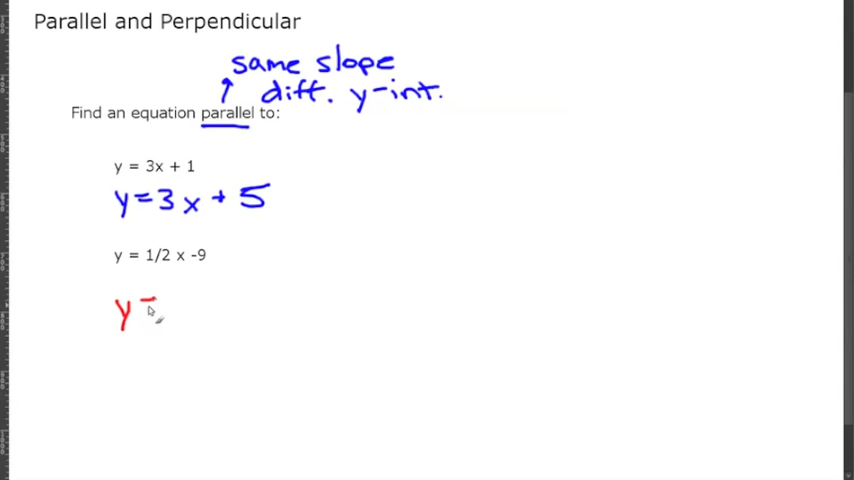 Parallel and Perpendicular
same slope
diff. y-int.
Find an equation parallel to:
y = 3x + 1
y = 3x + 5
y = 1/2 x -9
y -